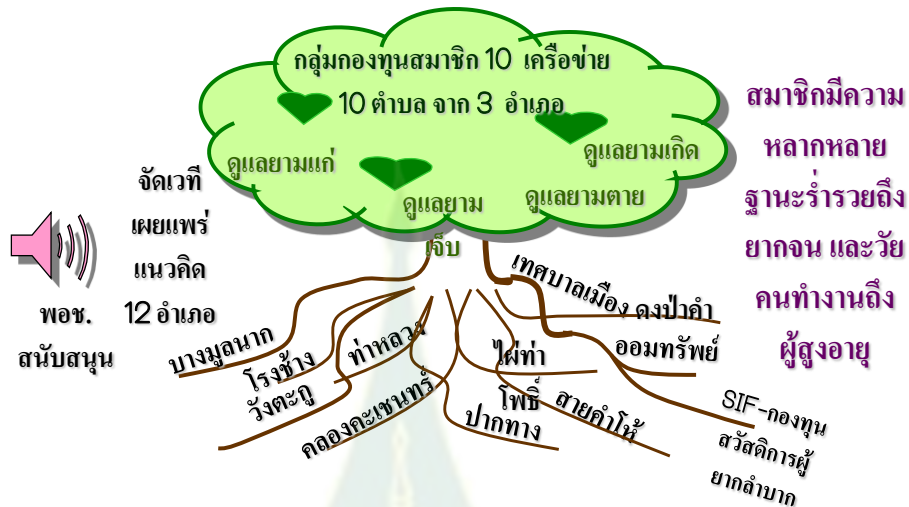 กลุ่มกองทุนสมาชิก 10 เครือข่าย
10 ตำบล จาก 3 อำเภอ
ดูแลยามแก่
ดูแลยาม
เจ็บ
ดูแลยามตาย
ดูแลยามเกิด
สมาชิกมีความ
หลากหลาย
ฐานะร่ำรวยถึง
ยากจน และวัย
คนทำงานถึง
ผู้สูงอายุ
จัดเวที
เผยแพร่
แนวคิด
12 อำเภอ
พอช.
สนับสนุน
บางมูลนาก
โรงช้าง
วังตะกู
ท่าหลวง
คลองคะเชนทร์
ปากทาง
ไผ่ท่า
โพธิ์
สายคำโห้
เทศบาลเมือง
ดงป่าคำ
ออมทรัพย์
SIF-กองทุน
สวัสดิการผู้
ยากลำบาก